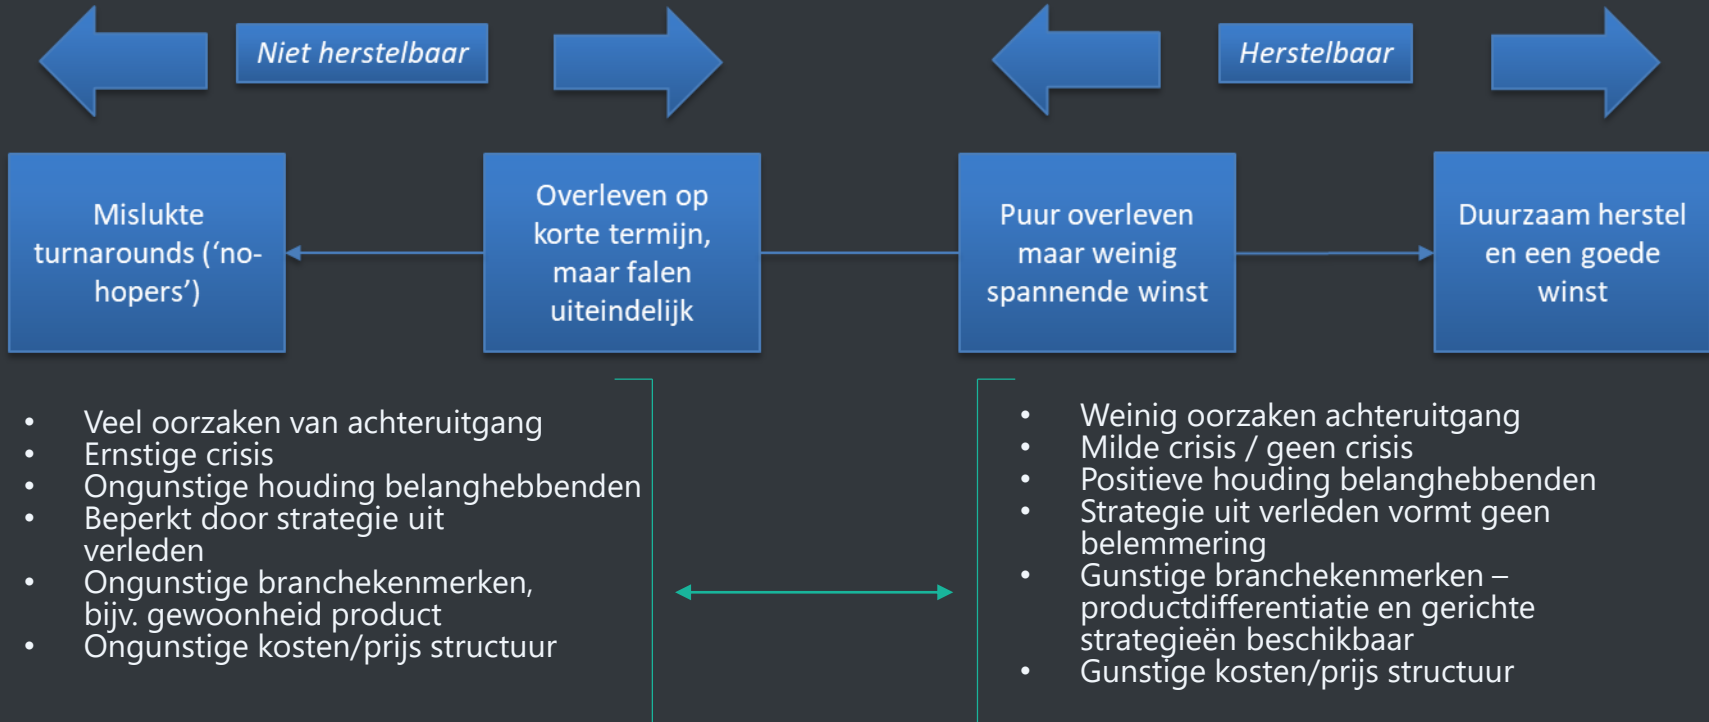 Niet herstelbaar
Herstelbaar
Mislukte
turnarounds (‘no-
hopers’)
Overleven op
korte termijn,
maar falen
uiteindelijk
Puur overleven
maar weinig
spannende winst
Duurzaam herstel
en een goede
winst
• Veel oorzaken van achteruitgang
• Ernstige crisis
• Ongunstige houding belanghebbenden
• Beperkt door strategie uit
verleden
• Ongunstige branchekenmerken,
bijv. gewoonheid product
• Ongunstige kosten/prijs structuur
• Weinig oorzaken achteruitgang
• Milde crisis / geen crisis
• Positieve houding belanghebbenden
• Strategie uit verleden vormt geen
belemmering
• Gunstige branchekenmerken –
productdifferentiatie en gerichte
strategieën beschikbaar
• Gunstige kosten/prijs structuur